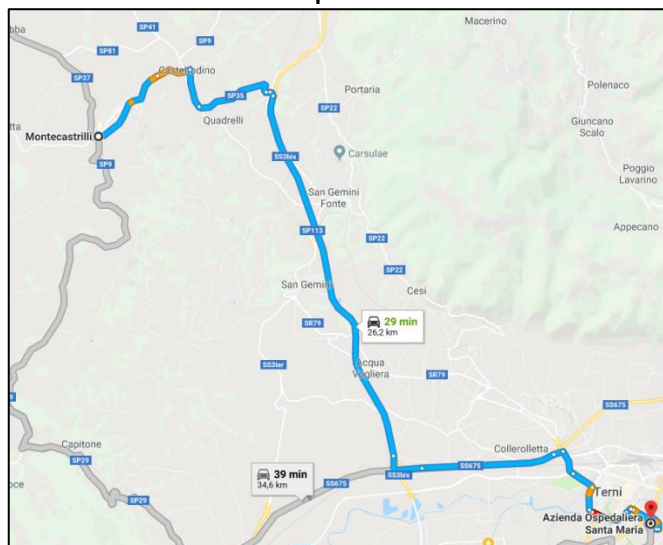 Macerino
SP41
SP9
SP81
Castel Todino
SP37
Polenaco
Portaria
SP35
SP22
Quadrelli
Giuncano
Scalo
Montecastrilli
Carsulae
SP9
SS3bis
Poggio
Lavarino
San Gemini
Fonte
Appecano
SP113
SP22
SP22
San Gemini
Cesi
29 min
26,2 km
SR79
Acqua
Vogliera
SS3ter
SR79
SS675
Capitone
Collerolletta
SP29
39 min
34,6 km
SS675
SS3bis
SS675
SP29
Terni
Azienda Ospedaliera
Santa Maria